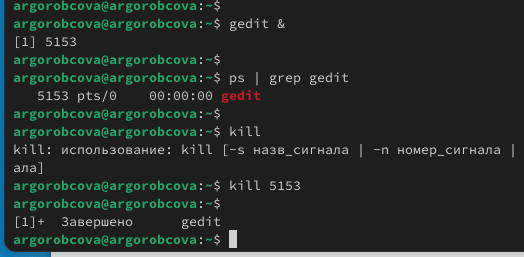 argorobcova@argorobcova:~$
argorobcova@argorobcova:~$ gedit &
[1] 5153
argorobcova@argorobcova:~$
argorobcova@argorobcova:~$ ps | grep gedit
   5153 pts/0    00:00:00 gedit
argorobcova@argorobcova:~$
argorobcova@argorobcova:~$ kill
kill: использование: kill [-s назв_сигнала | -n номер_сигнала |
ала]
argorobcova@argorobcova:~$ kill 5153
argorobcova@argorobcova:~$
[1]+  Завершено      gedit
argorobcova@argorobcova:~$